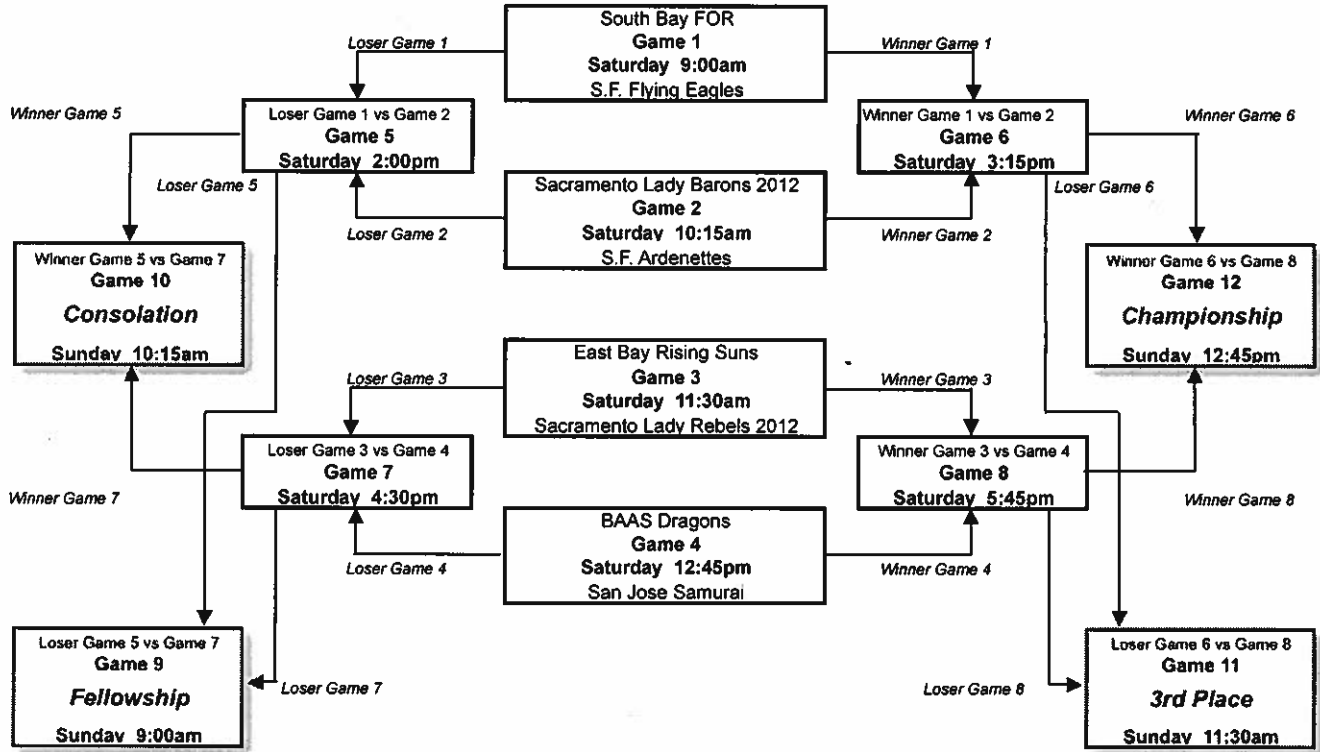 South Bay FOR
Game 1
Saturday 9:00am
S.F. Flying Eagles
Loser Game 1
Winner Game 1
Winner Game 5
Loser Game 1 vs Game 2
Game 5
Saturday 2:00pm
Winner Game 1 vs Game 2
Game 6
Saturday 3:15pm
Winner Game 6
Loser Game 5
Sacramento Lady Barons 2012
Game 2
Saturday 10:15am
S.F. Ardenettes
Loser Game 6
Loser Game 2
Winner Game 2
Winner Game 5 vs Game 7
Game 10
Consolation
Sunday 10:15am
Winner Game 6 vs Game 8
Game 12
Championship
Sunday 12:45pm
East Bay Rising Suns
Game 3
Saturday 11:30am
Sacramento Lady Rebels 2012
Loser Game 3
Winner Game 3
Loser Game 3 vs Game 4
Game 7
Saturday 4:30pm
Winner Game 3 vs Game 4
Game 8
Saturday 5:45pm
Winner Game 7
Winner Game 8
BAAS Dragons
Game 4
Saturday 12:45pm
San Jose Samurai
Loser Game 4
Winner Game 4
Loser Game 5 vs Game 7
Game 9
Fellowship
Sunday 9:00am
Loser Game 7
Loser Game 8
Loser Game 6 vs Game 8
Game 11
3rd Place
Sunday 11:30am